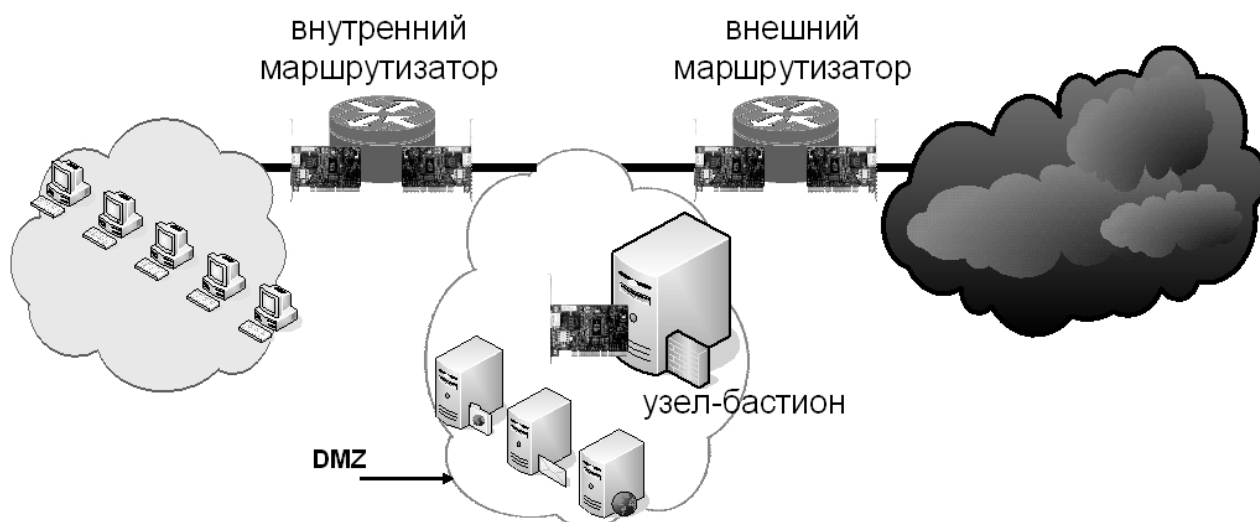 внутренний
маршрутизатор
внешний
маршрутизатор
узел-бастион
DMZ